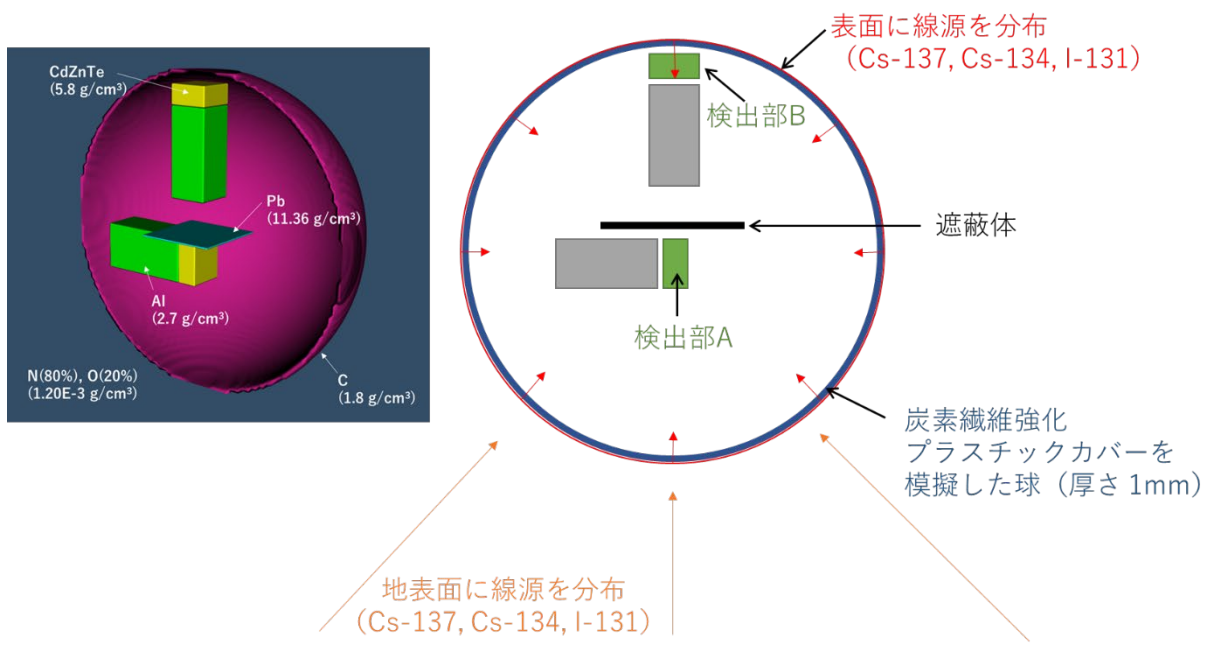 CdZnTe
(5.8 g/cm³)
Pb
(11.36 g/cm³)
Al
(2.7 g/cm³)
N(80%), O(20%)
(1.20E-3 g/cm³)
C
(1.8 g/cm³)
表面に線源を分布
(Cs-137, Cs-134, I-131)
検出部B
遮蔽体
検出部A
炭素繊維強化
プラスチックカバーを
模擬した球（厚さ 1mm）
地表面に線源を分布
(Cs-137, Cs-134, I-131)